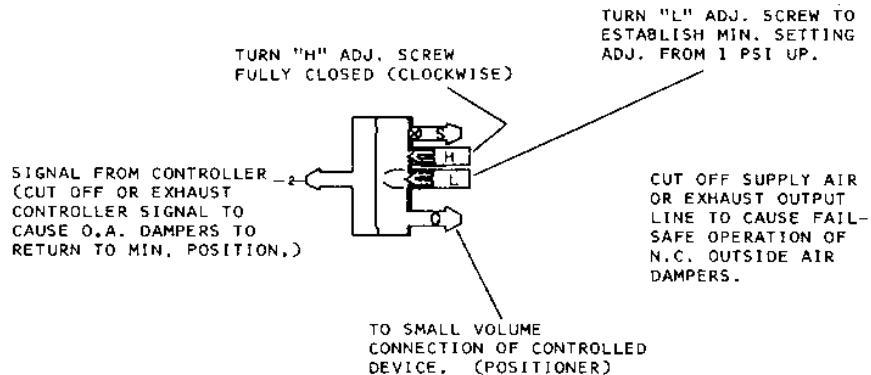 TURN "L" ADJ. SCREW TO
ESTABLISH MIN. SETTING
ADJ. FROM 1 PSI UP.
TURN "H" ADJ. SCREW
FULLY CLOSED (CLOCKWISE)
S
H
L
O
2
SIGNAL FROM CONTROLLER
(CUT OFF OR EXHAUST
CONTROLLER SIGNAL TO
CAUSE O.A. DAMPERS TO
RETURN TO MIN. POSITION.)
CUT OFF SUPPLY AIR
OR EXHAUST OUTPUT
LINE TO CAUSE FAIL-
SAFE OPERATION OF
N.C. OUTSIDE AIR
DAMPERS.
TO SMALL VOLUME
CONNECTION OF CONTROLLED
DEVICE. (POSITIONER)